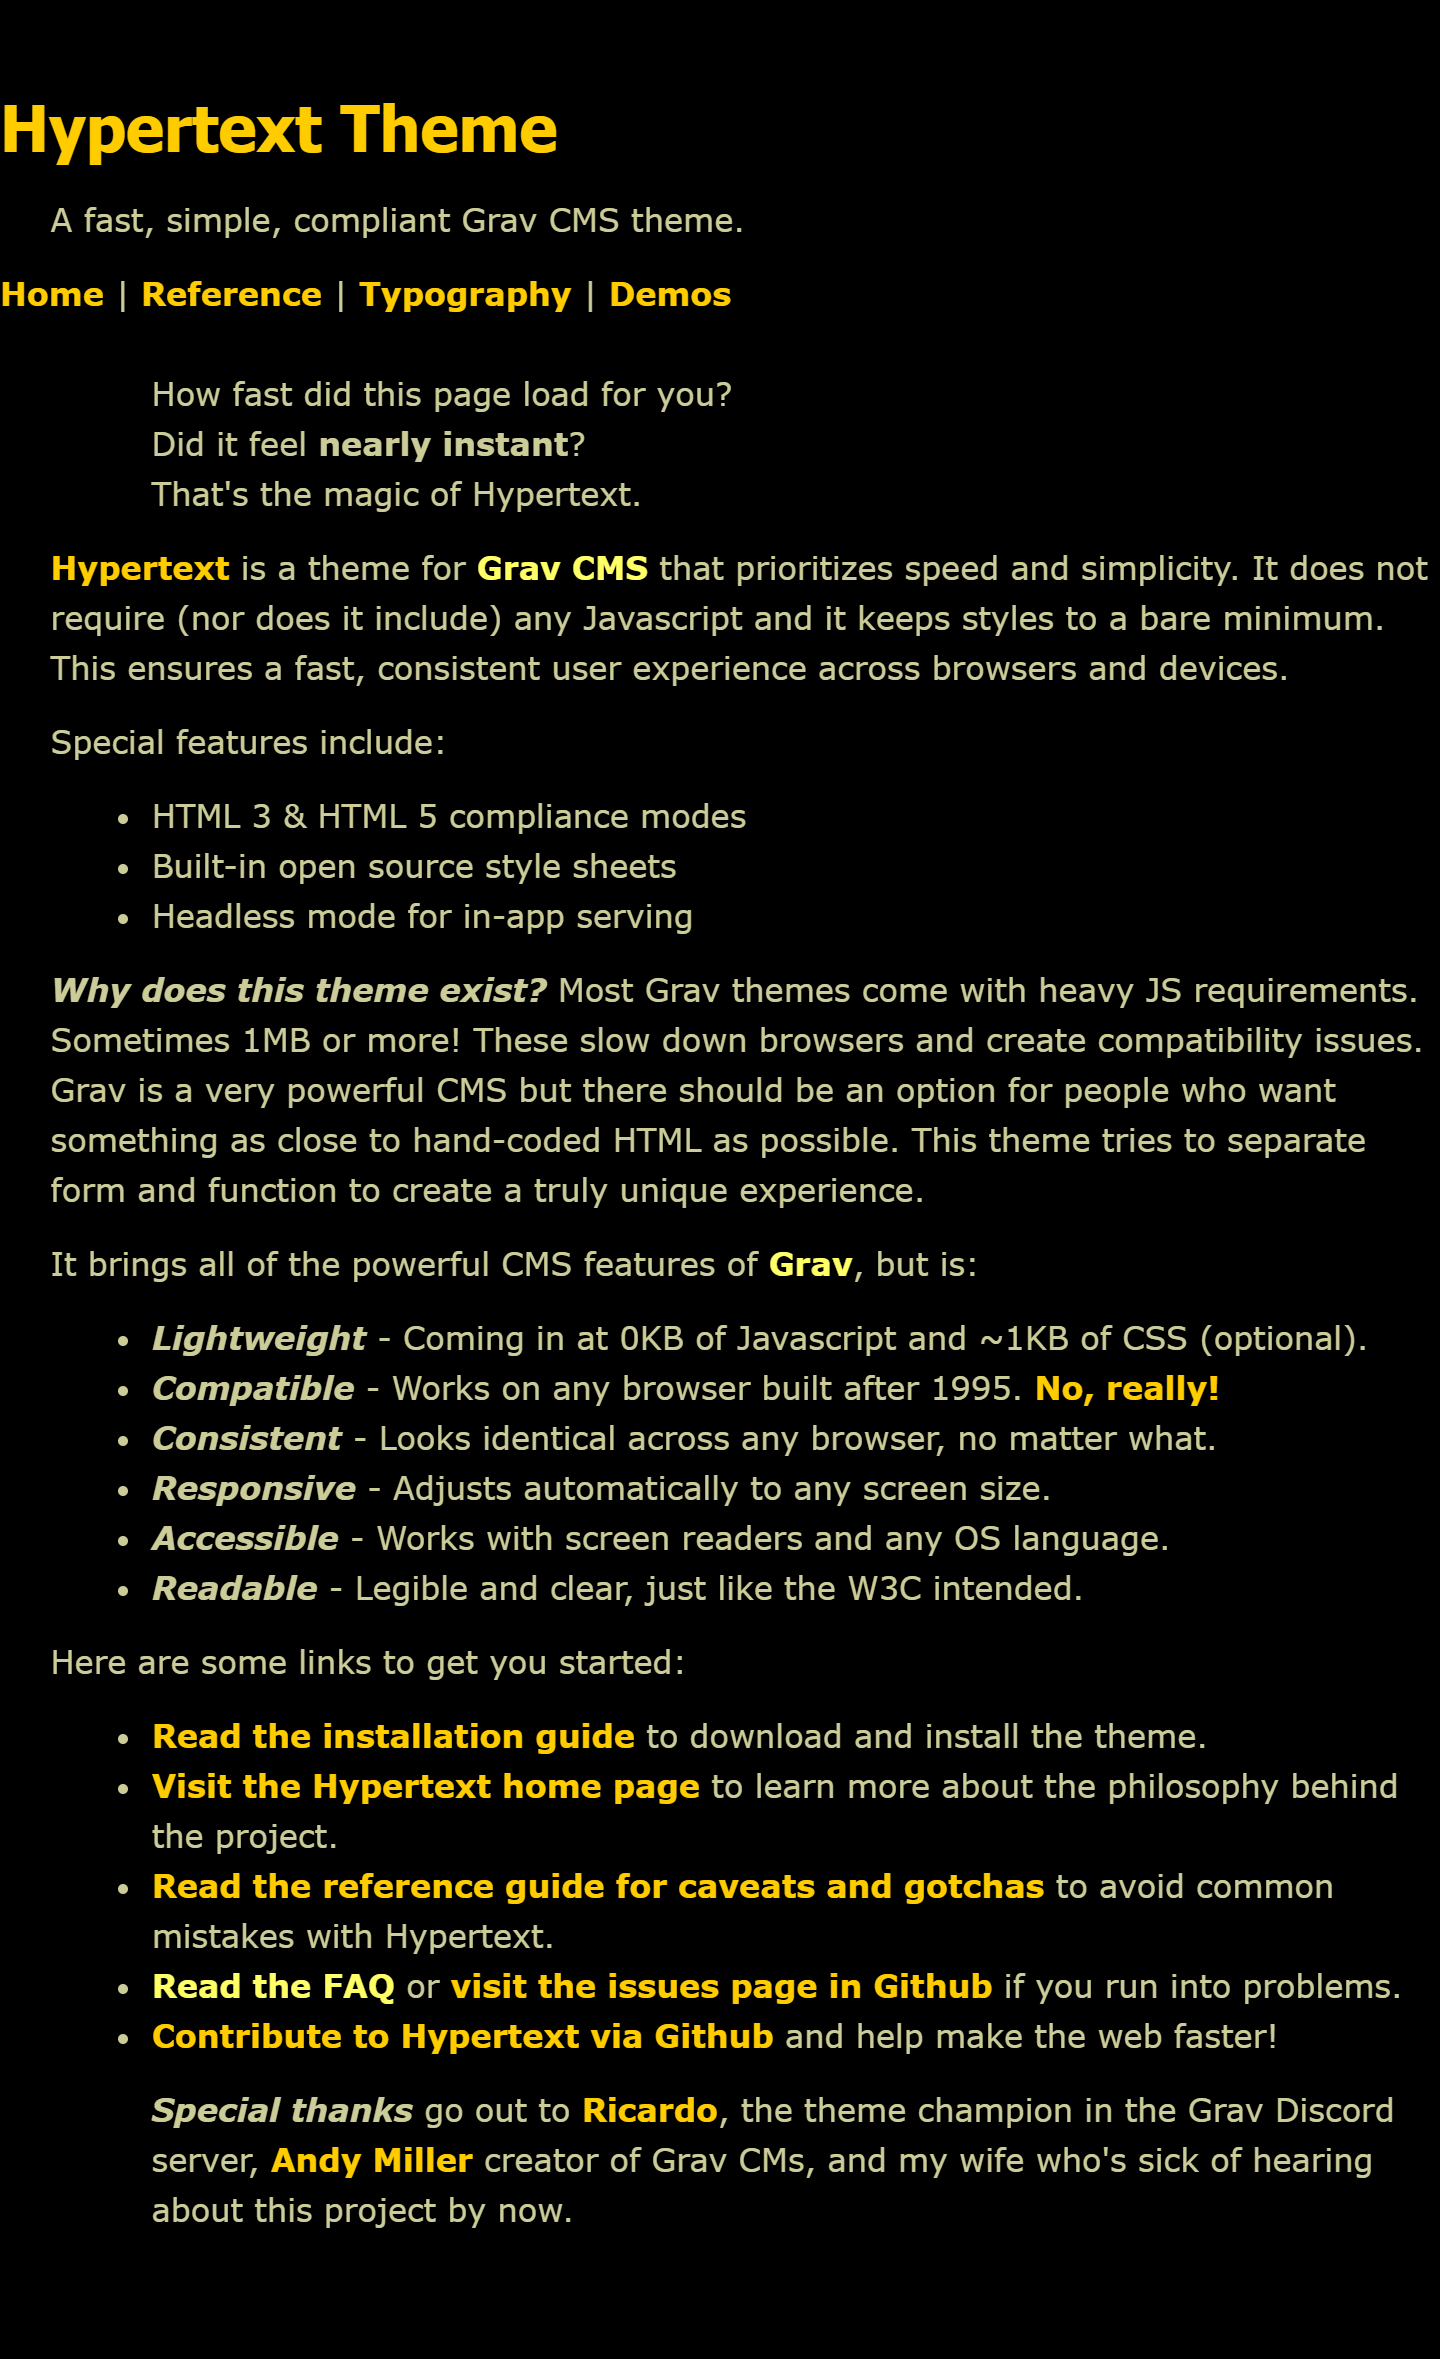 Hypertext Theme
A fast, simple, compliant Grav CMS theme.
Home | Reference | Typography | Demos
How fast did this page load for you?
Did it feel nearly instant?
That's the magic of Hypertext.
Hypertext is a theme for Grav CMS that prioritizes speed and simplicity. It does not
require (nor does it include) any Javascript and it keeps styles to a bare minimum.
This ensures a fast, consistent user experience across browsers and devices.
Special features include:
• HTML 3 & HTML 5 compliance modes
• Built-in open source style sheets
• Headless mode for in-app serving
Why does this theme exist? Most Grav themes come with heavy JS requirements.
Sometimes 1MB or more! These slow down browsers and create compatibility issues.
Grav is a very powerful CMS but there should be an option for people who want
something as close to hand-coded HTML as possible. This theme tries to separate
form and function to create a truly unique experience.
It brings all of the powerful CMS features of Grav, but is:
• Lightweight - Coming in at 0KB of Javascript and ~1KB of CSS (optional).
• Compatible - Works on any browser built after 1995. No, really!
• Consistent - Looks identical across any browser, no matter what.
• Responsive - Adjusts automatically to any screen size.
• Accessible - Works with screen readers and any OS language.
• Readable - Legible and clear, just like the W3C intended.
Here are some links to get you started:
• Read the installation guide to download and install the theme.
• Visit the Hypertext home page to learn more about the philosophy behind
the project.
• Read the reference guide for caveats and gotchas to avoid common
mistakes with Hypertext.
• Read the FAQ or visit the issues page in Github if you run into problems.
• Contribute to Hypertext via Github and help make the web faster!
Special thanks go out to Ricardo, the theme champion in the Grav Discord
server, Andy Miller creator of Grav CMs, and my wife who's sick of hearing
about this project by now.